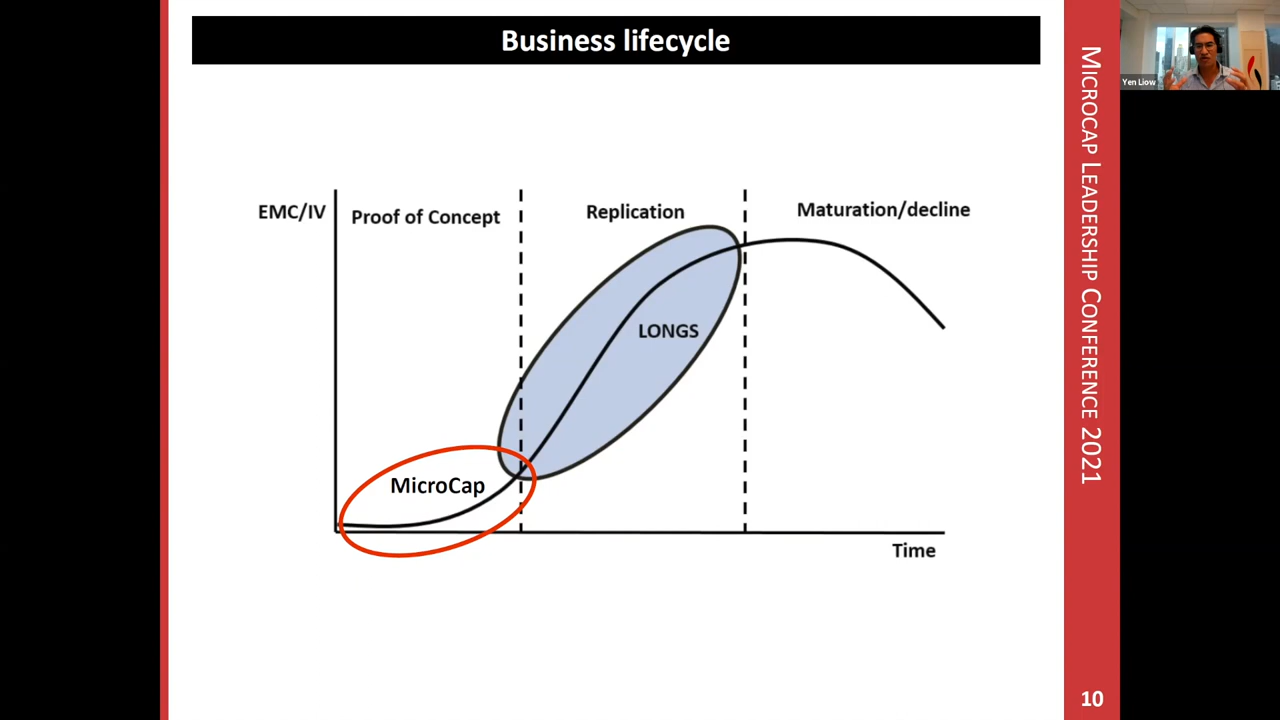 Business lifecycle
EMC/IV
Proof of Concept
Replication
Maturation/decline
LONGS
MicroCap
Time
MICROCAP LEADERSHIP CONFERENCE 2021
10
Yen Liow